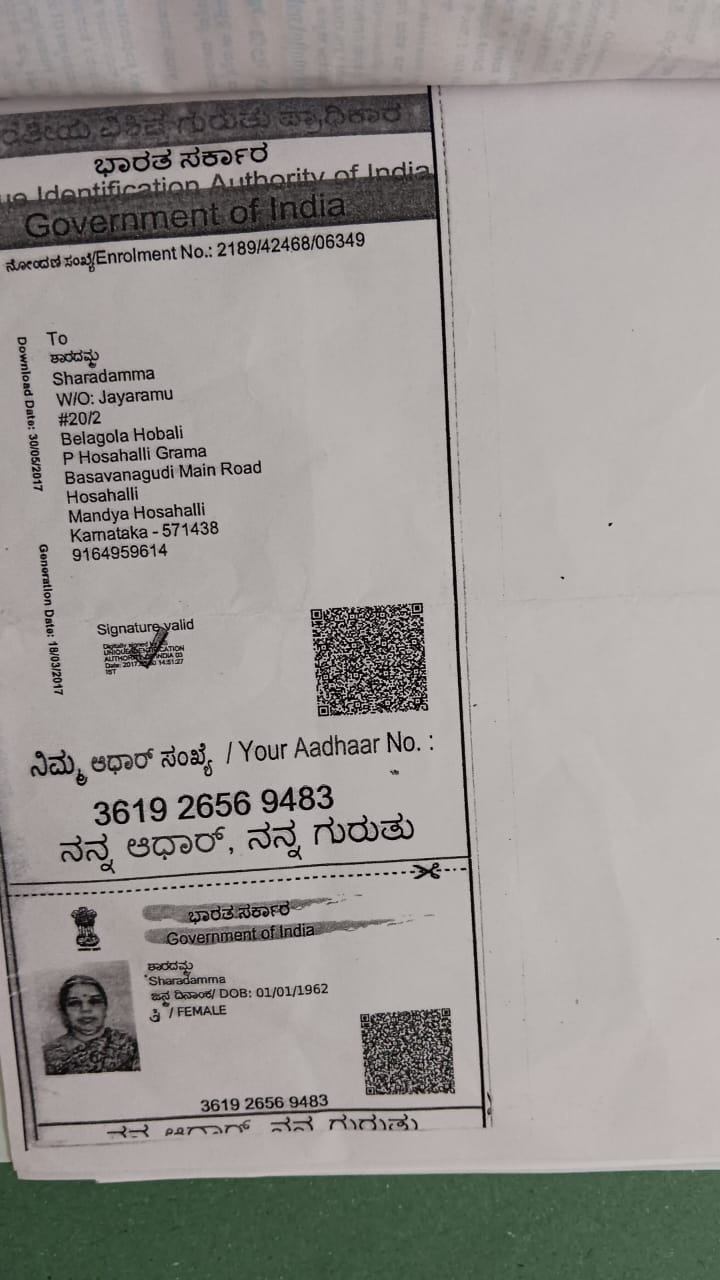 ಭಾರತ ಸರ್ಕಾರ
Identification Authority of India
Government of India
ನೋಂದಣಿ ಸಂಖ್ಯೆ/Enrolment No.: 2189/42468/06349
Download Date: 30/05/2017
Generation Date: 18/03/2017
To
ಶಾರದಮ್ಮ
Sharadamma
W/O: Jayaramu
#20/2
Belagola Hobali
P Hosahalli Grama
Basavanagudi Main Road
Hosahalli
Mandya Hosahalli
Karnataka - 571438
9164959614
Signature valid
ನಿಮ್ಮ ಆಧಾರ್ ಸಂಖ್ಯೆ / Your Aadhaar No. :
3619 2656 9483
ನನ್ನ ಆಧಾರ್, ನನ್ನ ಗುರುತು
ಭಾರತ ಸರ್ಕಾರ
Government of India
ಶಾರದಮ್ಮ
Sharadamma
ಜನ್ಮ ದಿನಾಂಕ/ DOB: 01/01/1962
/ FEMALE
3619 2656 9483